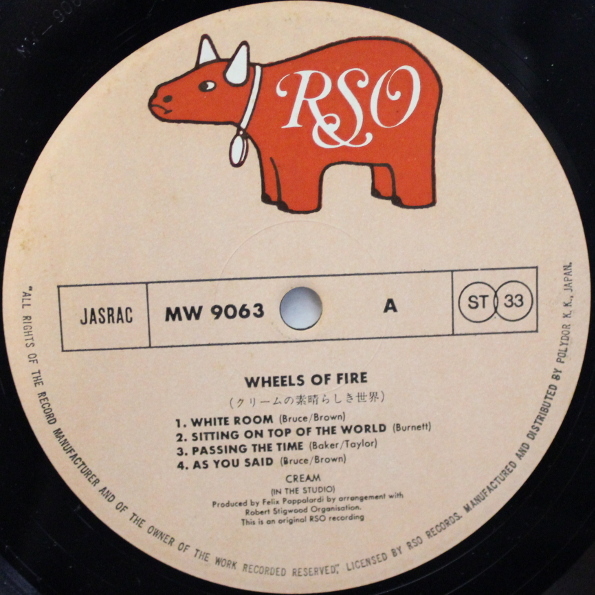 RSO
JASRAC
MW 9063
A
ST 33
WHEELS OF FIRE
(クリームの素晴らしき世界)
1. WHITE ROOM (Bruce/Brown)
2. SITTING ON TOP OF THE WORLD (Burnett)
3. PASSING THE TIME (Baker/Taylor)
4. AS YOU SAID (Bruce/Brown)
CREAM
(IN THE STUDIO)
Produced by Felix Pappalardi by arrangement with
Robert Stigwood Organisation.
This is an original RSO recording
"ALL RIGHTS OF THE RECORD MANUFACTURER AND OF THE OWNER OF THE WORK RECORDED RESERVED", LICENSED BY RSO RECORDS. MANUFACTURED AND DISTRIBUTED BY POLYDOR K.K., JAPAN.